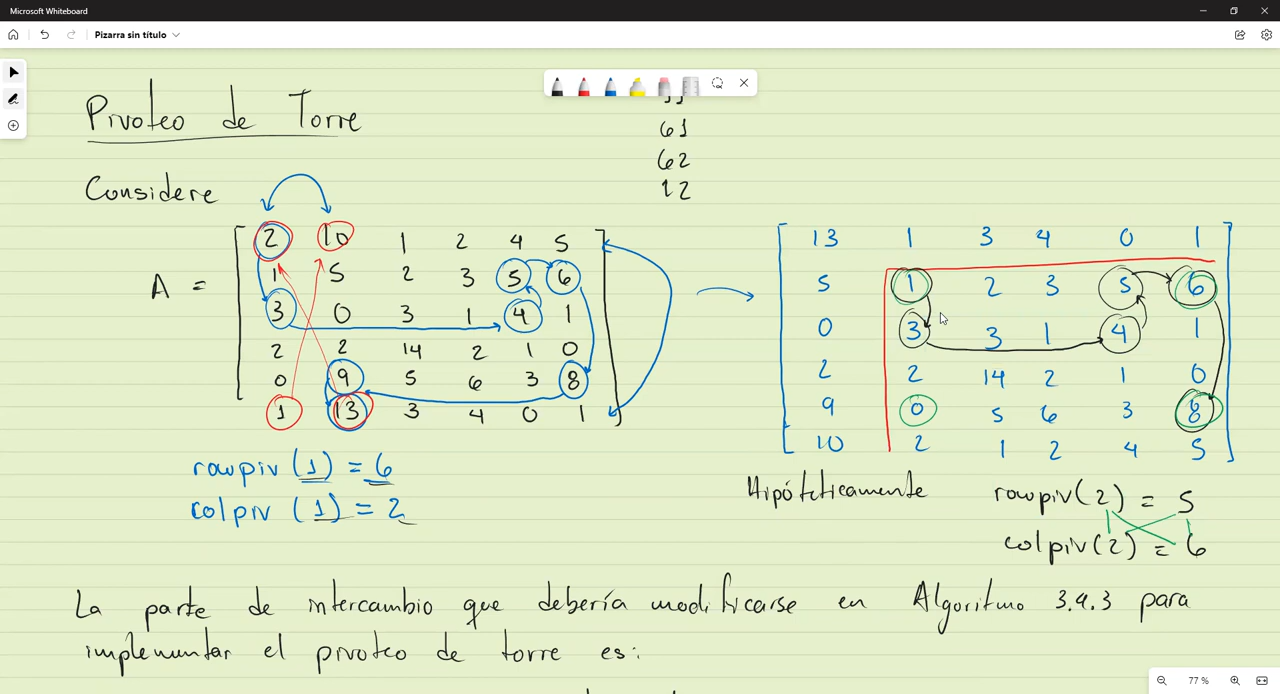 Microsoft Whiteboard
Pizarra sin título
Pivoteo de Torre
61
62
12
Considere
A =
2 10 1 2 4 5
1 5 2 3 5 6
3 0 3 1 4 1
2 2 14 2 1 0
0 9 5 6 3 8
1 13 3 4 0 1
13 1 3 4 0 1
5 1 2 3 5 6
0 3 3 1 4 1
2 2 14 2 1 0
9 0 5 6 3 8
10 2 1 2 4 5
rowpiv (1) = 6
colpiv (1) = 2
Hipóteticamente
rowpiv(2) = 5
colpiv(2) = 6
La parte de intercambio que debería modificarse en Algoritmo 3.4.3 para
implementar el pivoteo de torre es:
77 %